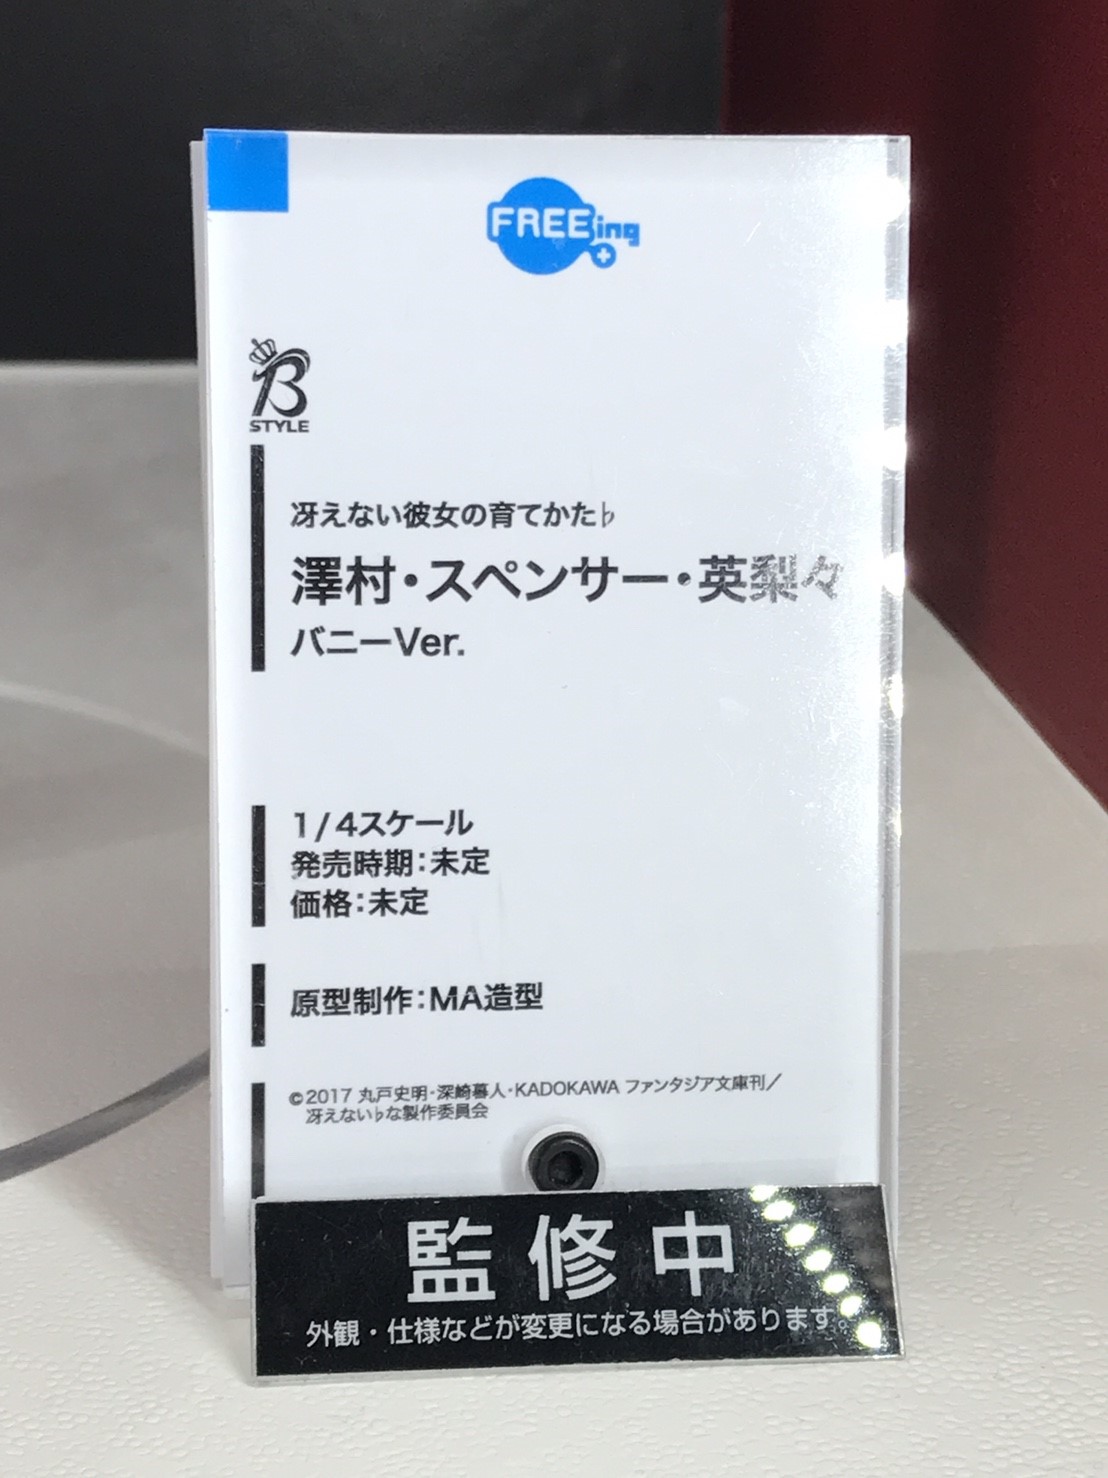 FREEing
B
STYLE
冴えない彼女の育てかた♭
澤村・スペンサー・英梨々
バニーVer.
1/4スケール
発売時期：未定
価格：未定
原型制作：MA造型
©2017 丸戸史明・深崎暮人・KADOKAWA ファンタジア文庫刊／
冴えない♭な製作委員会
監修中
外観・仕様などが変更になる場合があります。